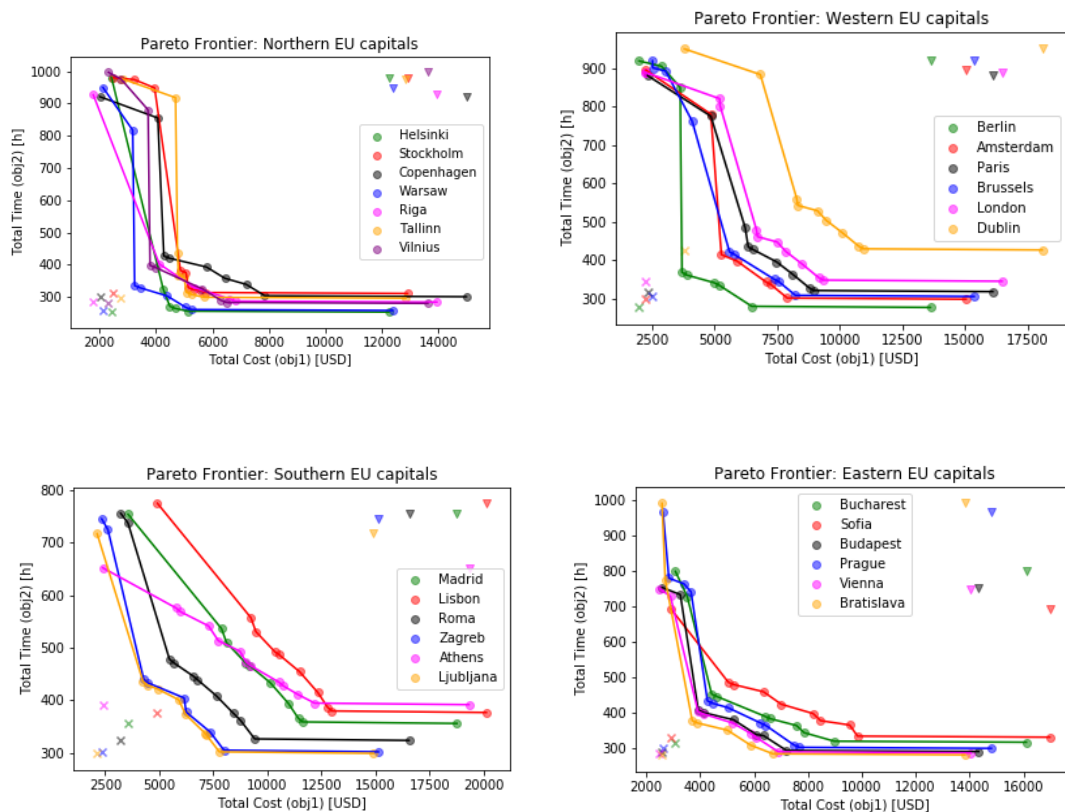 Pareto Frontier: Northern EU capitals
Total Time (obj2) [h]
1000
900
800
700
600
500
400
300
Helsinki
Stockholm
Copenhagen
Warsaw
Riga
Tallinn
Vilnius
2000 4000 6000 8000 10000 12000 14000
Total Cost (obj1) [USD]
Pareto Frontier: Western EU capitals
Total Time (obj2) [h]
900
800
700
600
500
400
300
Berlin
Amsterdam
Paris
Brussels
London
Dublin
2500 5000 7500 10000 12500 15000 17500
Total Cost (obj1) [USD]
Pareto Frontier: Southern EU capitals
Total Time (obj2) [h]
800
700
600
500
400
300
Madrid
Lisbon
Roma
Zagreb
Athens
Ljubljana
2500 5000 7500 10000 12500 15000 17500 20000
Total Cost (obj1) [USD]
Pareto Frontier: Eastern EU capitals
Total Time (obj2) [h]
1000
900
800
700
600
500
400
300
Bucharest
Sofia
Budapest
Prague
Vienna
Bratislava
2000 4000 6000 8000 10000 12000 14000 16000
Total Cost (obj1) [USD]